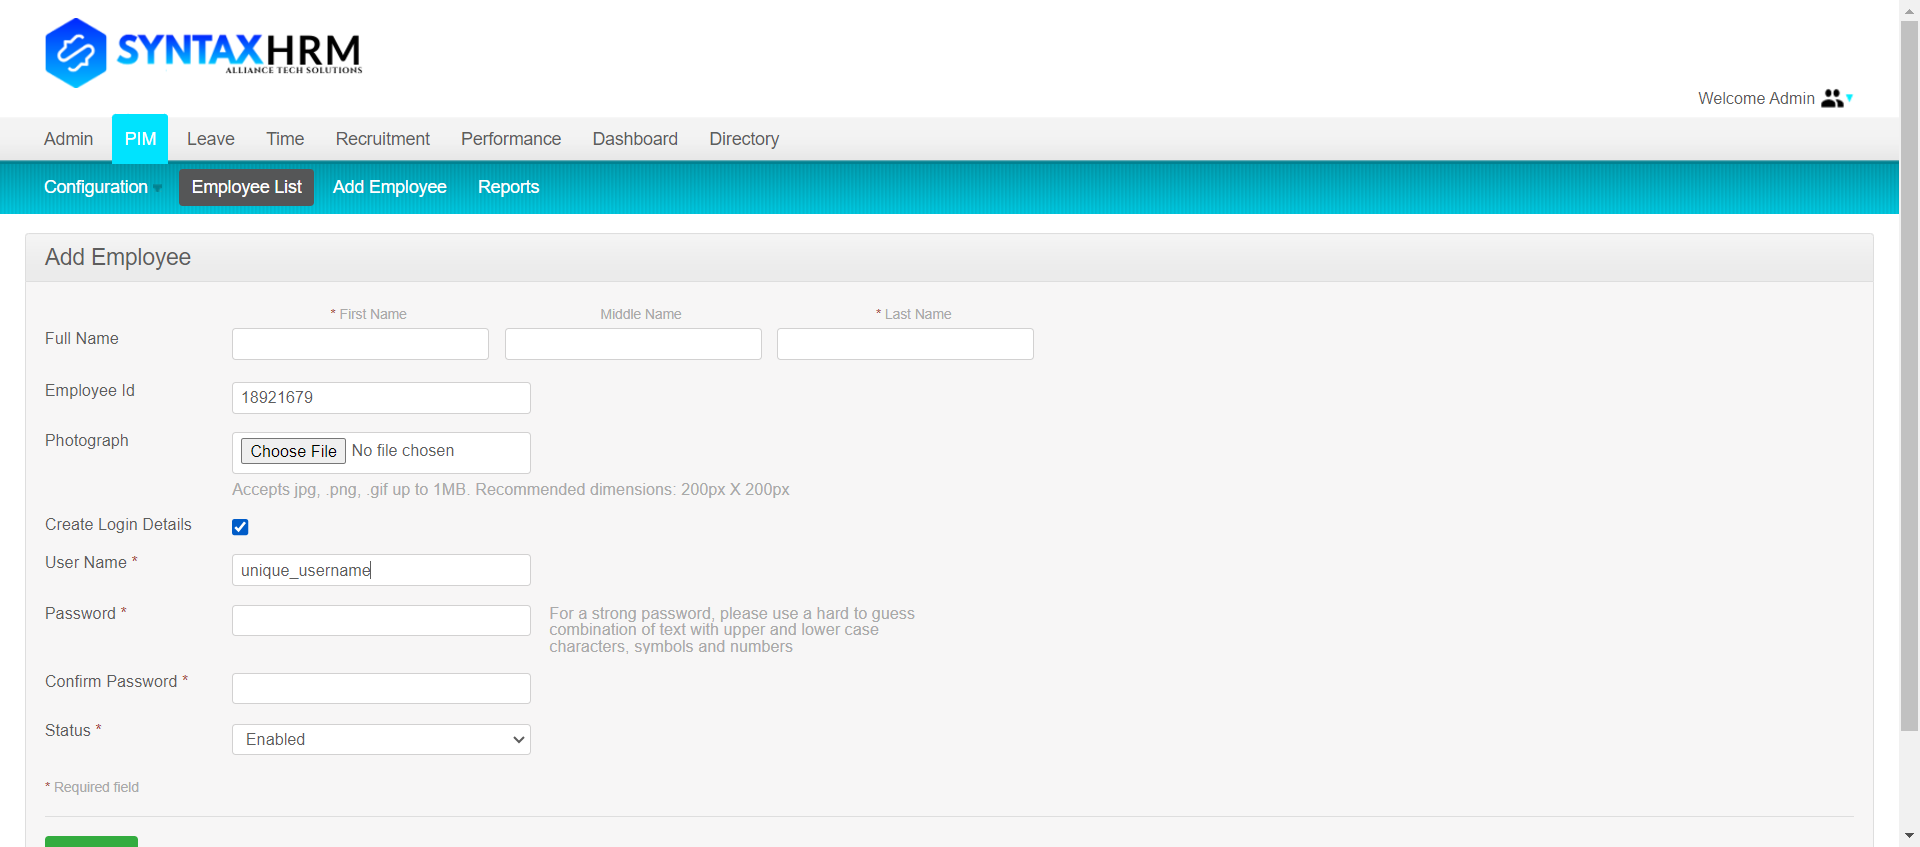 SYNTAXHRM
ALLIANCE TECH SOLUTIONS
Welcome Admin
Admin PIM Leave Time Recruitment Performance Dashboard Directory
Configuration Employee List Add Employee Reports
Add Employee
* First Name Middle Name * Last Name
Full Name
Employee Id 18921679
Photograph Choose File No file chosen
Accepts jpg, .png, .gif up to 1MB. Recommended dimensions: 200px X 200px
Create Login Details
User Name * unique_username
Password * For a strong password, please use a hard to guess
combination of text with upper and lower case
characters, symbols and numbers
Confirm Password *
Status * Enabled
* Required field